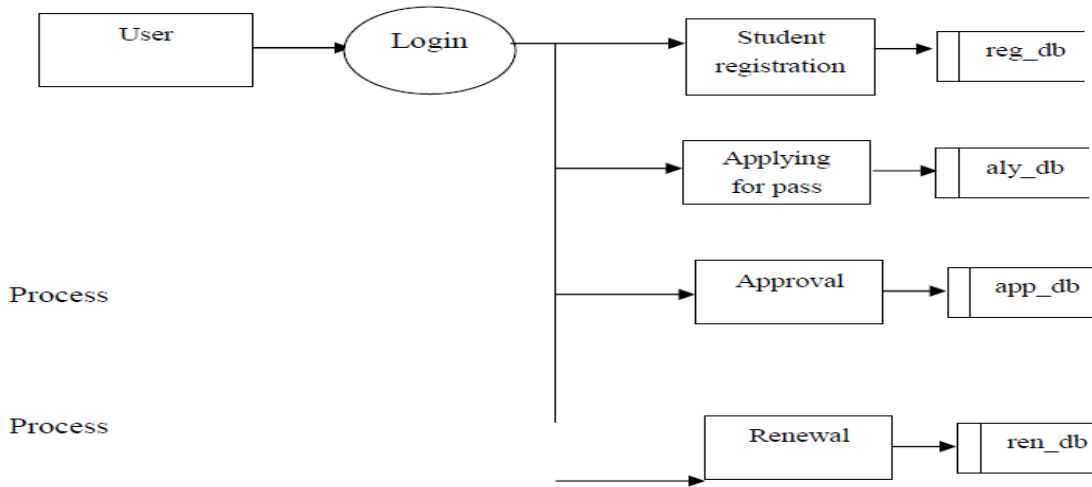 User
Login
Student
registration
reg_db
Applying
for pass
aly_db
Process
Approval
app_db
Process
Renewal
ren_db